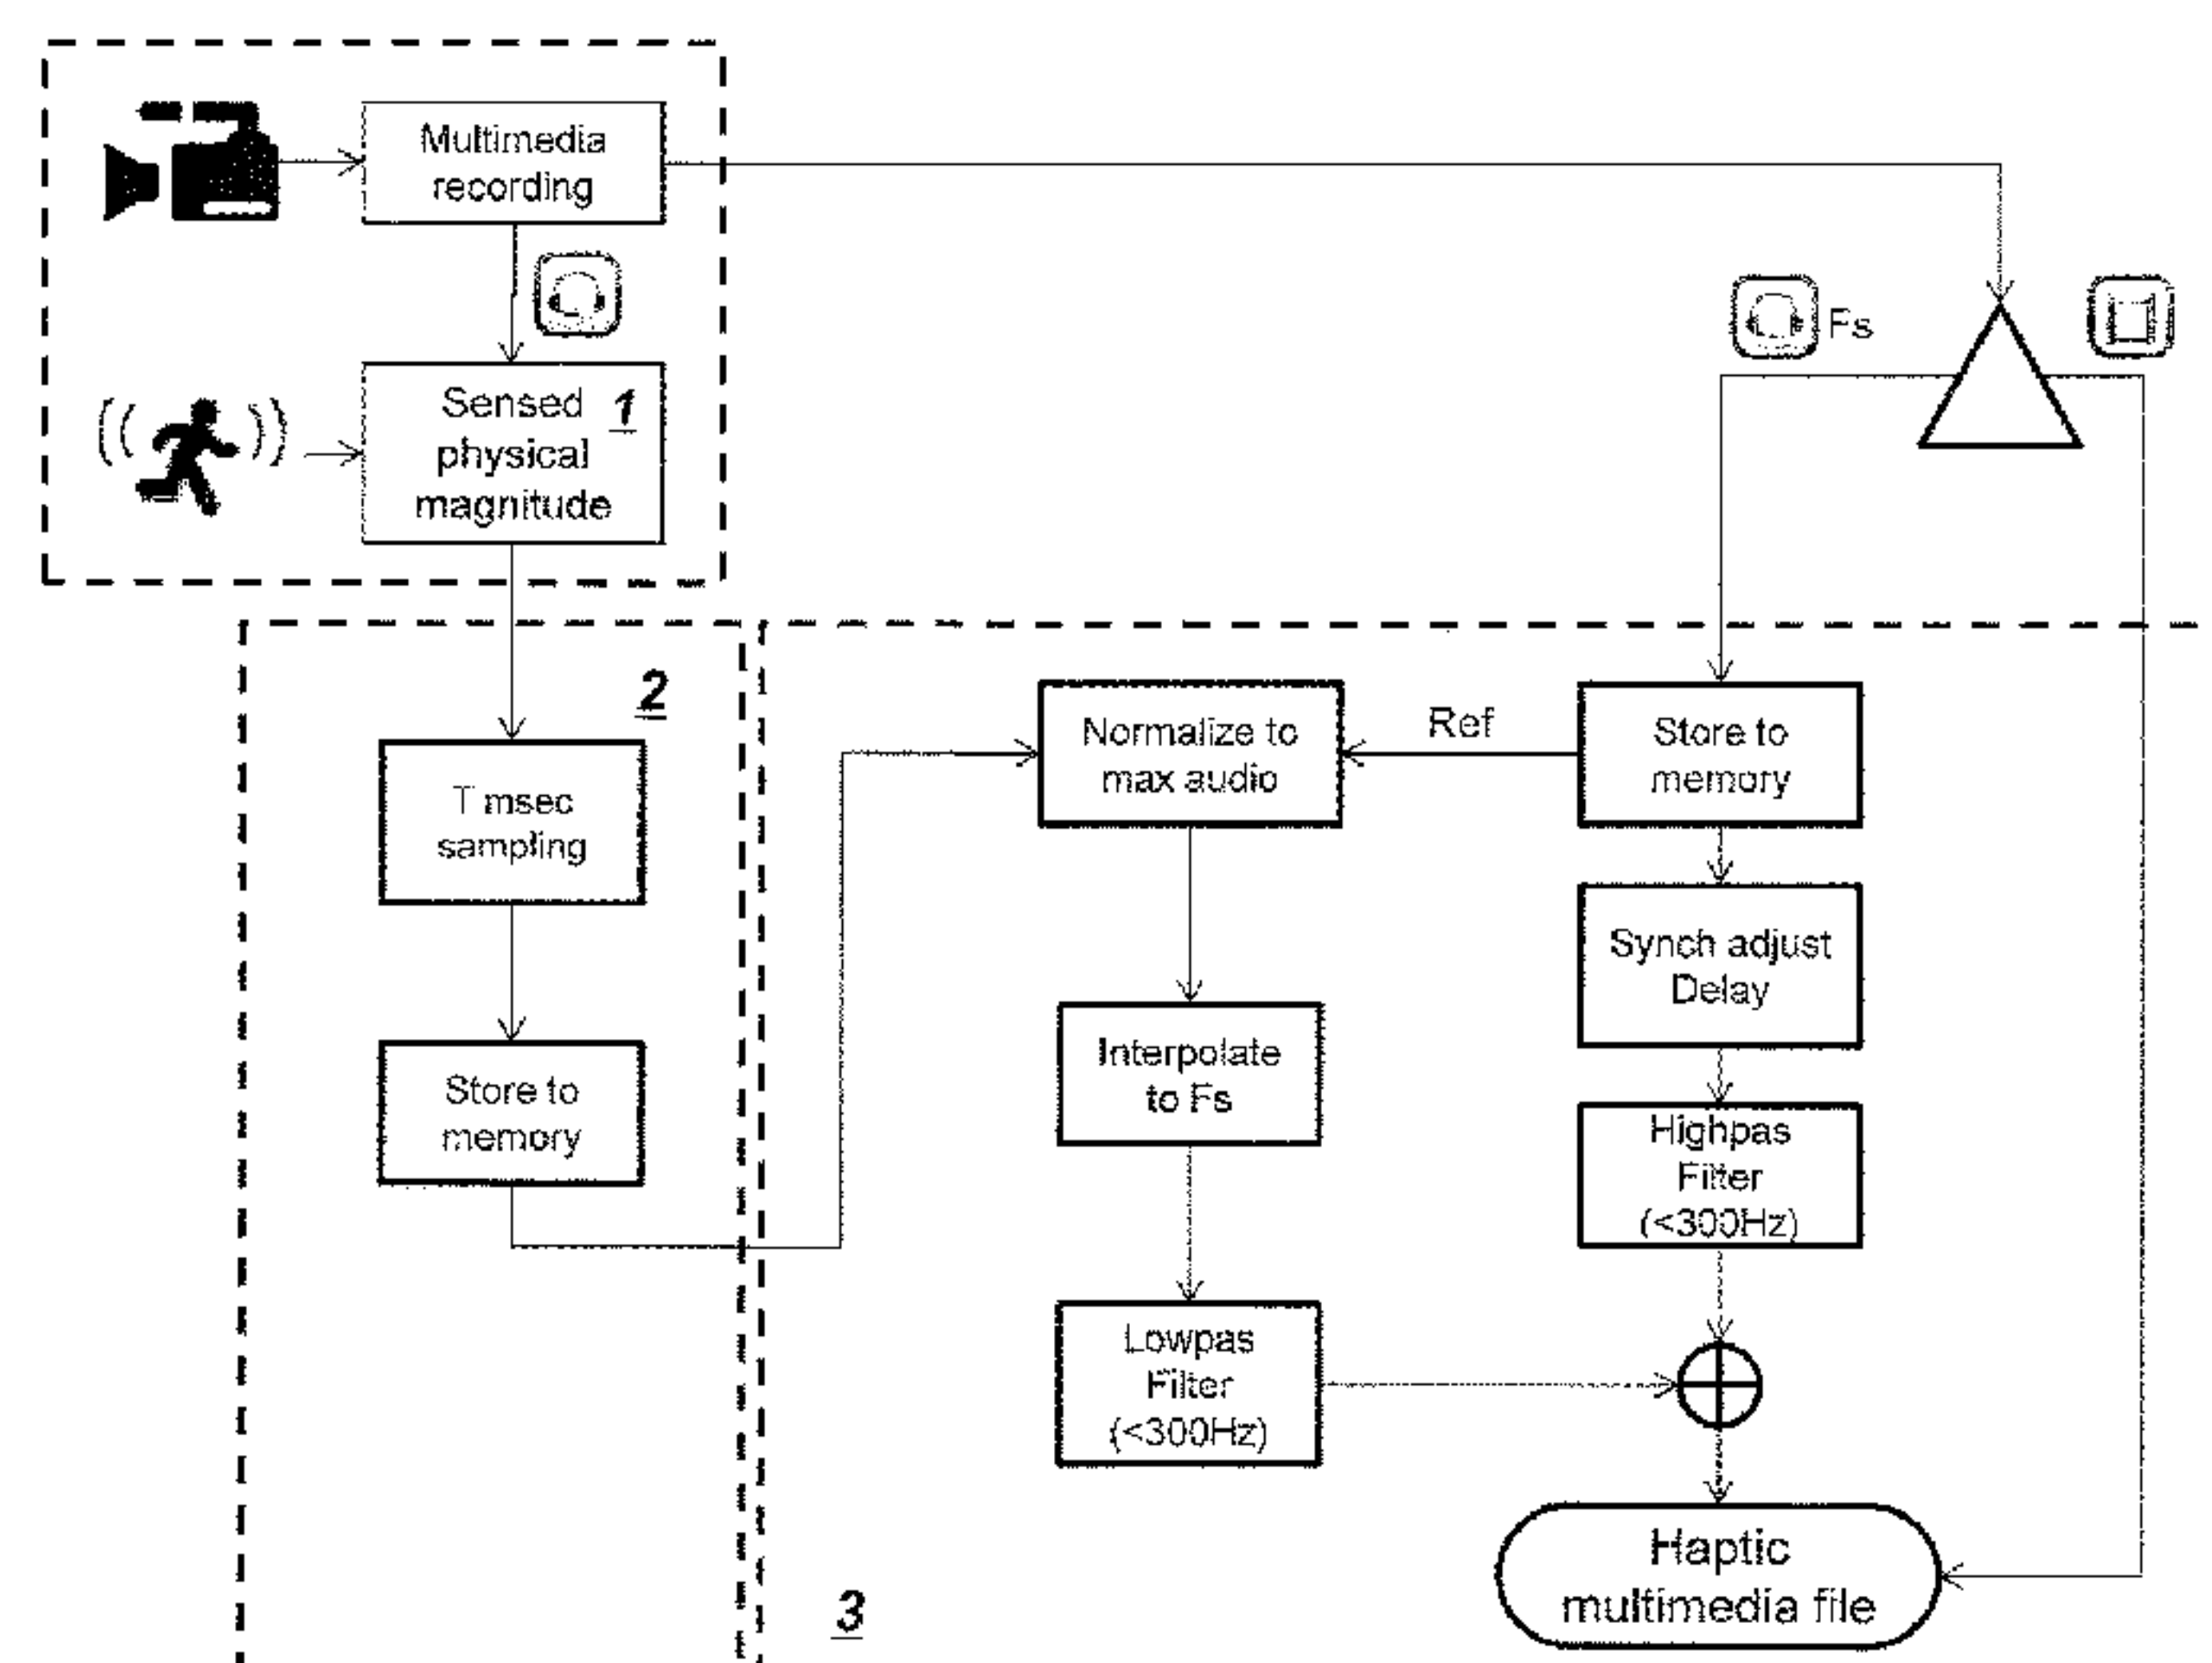 Multimedia
recording
Fs
Sensed 1
physical
magnitude
2
Normalize to
max audio
Ref
Store to
memory
T msec
sampling
Synch adjust
Delay
Interpolate
to Fs
Store to
memory
Highpas
Filter
(<300Hz)
Lowpas
Filter
(<300Hz)
Haptic
multimedia file
3